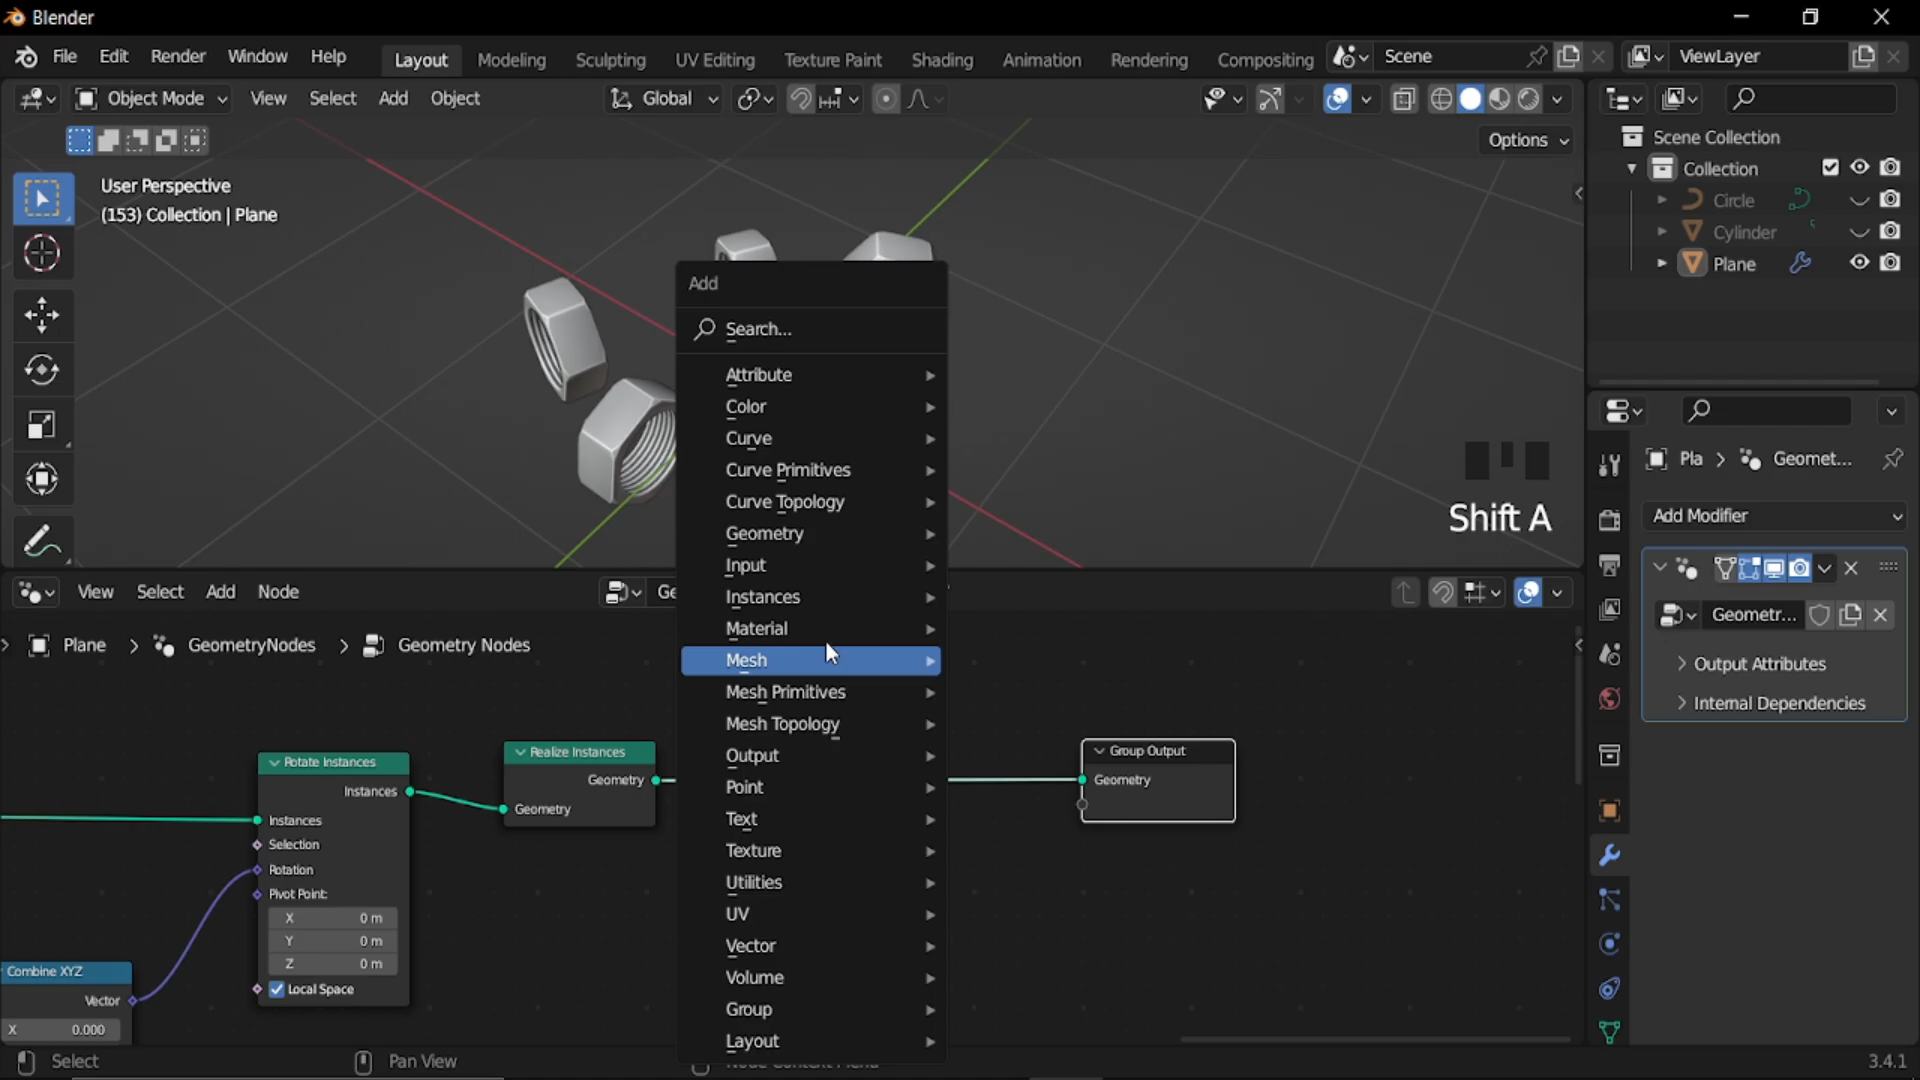 Blender
File Edit Render Window Help Layout Modeling Sculpting UV Editing Texture Paint Shading Animation Rendering Compositing Scene ViewLayer
Object Mode View Select Add Object Global
Options
User Perspective
(153) Collection | Plane
Scene Collection
Collection
Circle
Cylinder
Plane
Add
Search...
Attribute
Color
Curve
Curve Primitives
Curve Topology
Geometry
Input
Instances
Material
Mesh
Mesh Primitives
Mesh Topology
Output
Point
Text
Texture
Utilities
UV
Vector
Volume
Group
Layout
Shift A
Pla Geomet...
Add Modifier
Geometr...
Output Attributes
Internal Dependencies
View Select Add Node Ge
Plane GeometryNodes Geometry Nodes
Rotate Instances
Instances
Instances
Selection
Rotation
Pivot Point:
X 0 m
Y 0 m
Z 0 m
Local Space
Realize Instances
Geometry
Geometry
Group Output
Geometry
Combine XYZ
Vector
X 0.000
Select Pan View 3.4.1